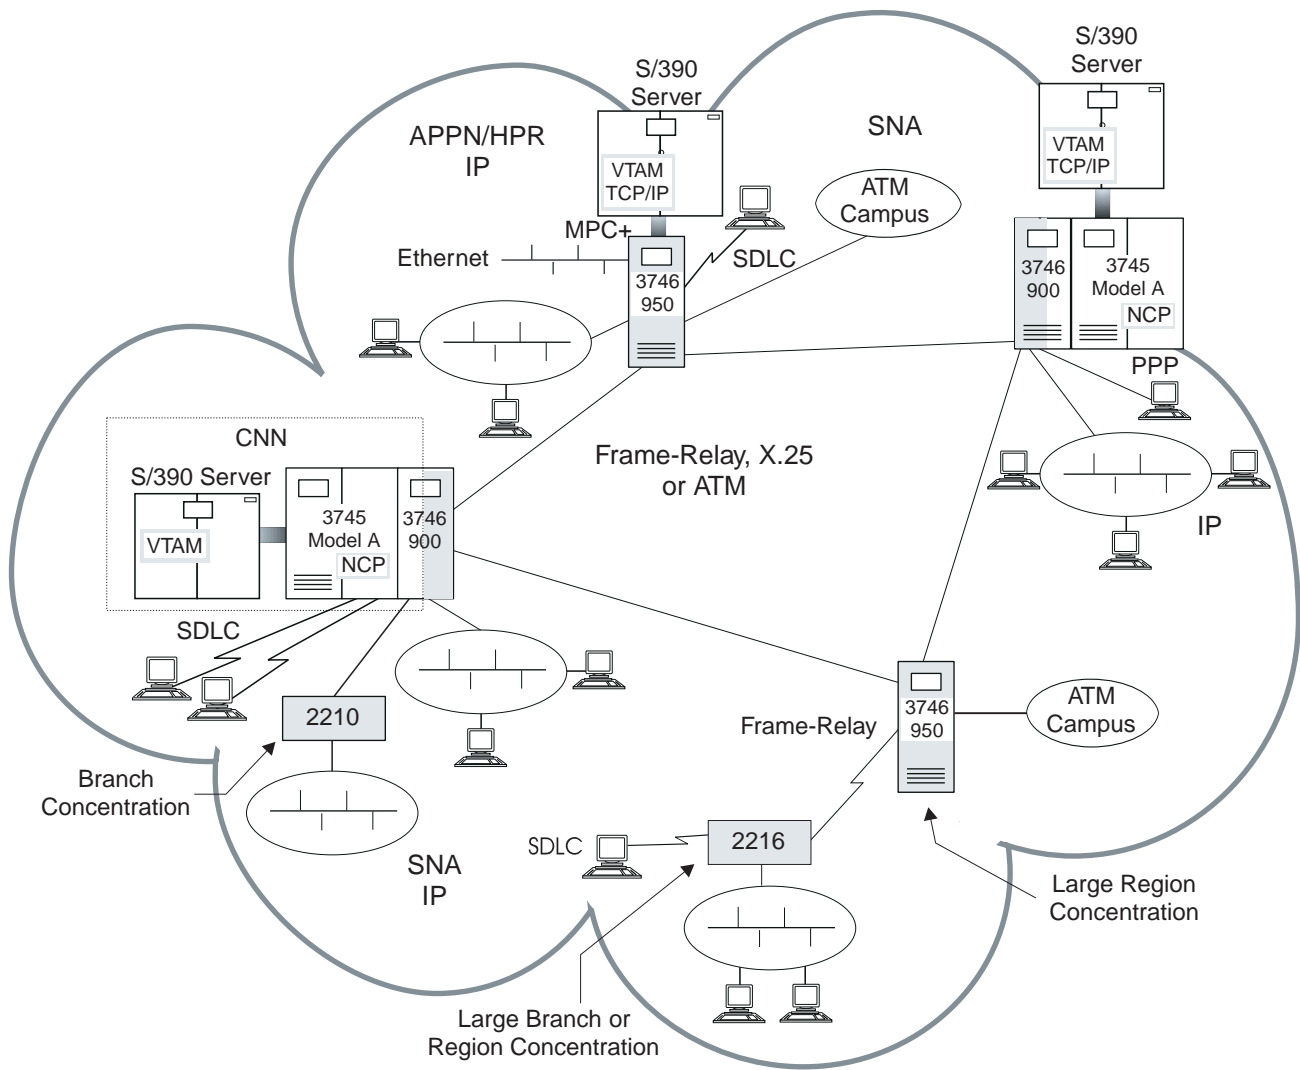 S/390
Server
S/390
Server
APPN/HPR
IP
SNA
VTAM
TCP/IP
VTAM
TCP/IP
ATM
Campus
MPC+
Ethernet
SDLC
3746
950
3746
900
3745
Model A
NCP
PPP
CNN
S/390 Server
VTAM
3745
Model A
NCP
3746
900
Frame-Relay, X.25
or ATM
IP
SDLC
2210
Branch
Concentration
SNA
IP
Frame-Relay
3746
950
ATM
Campus
SDLC
2216
Large Region
Concentration
Large Branch or
Region Concentration